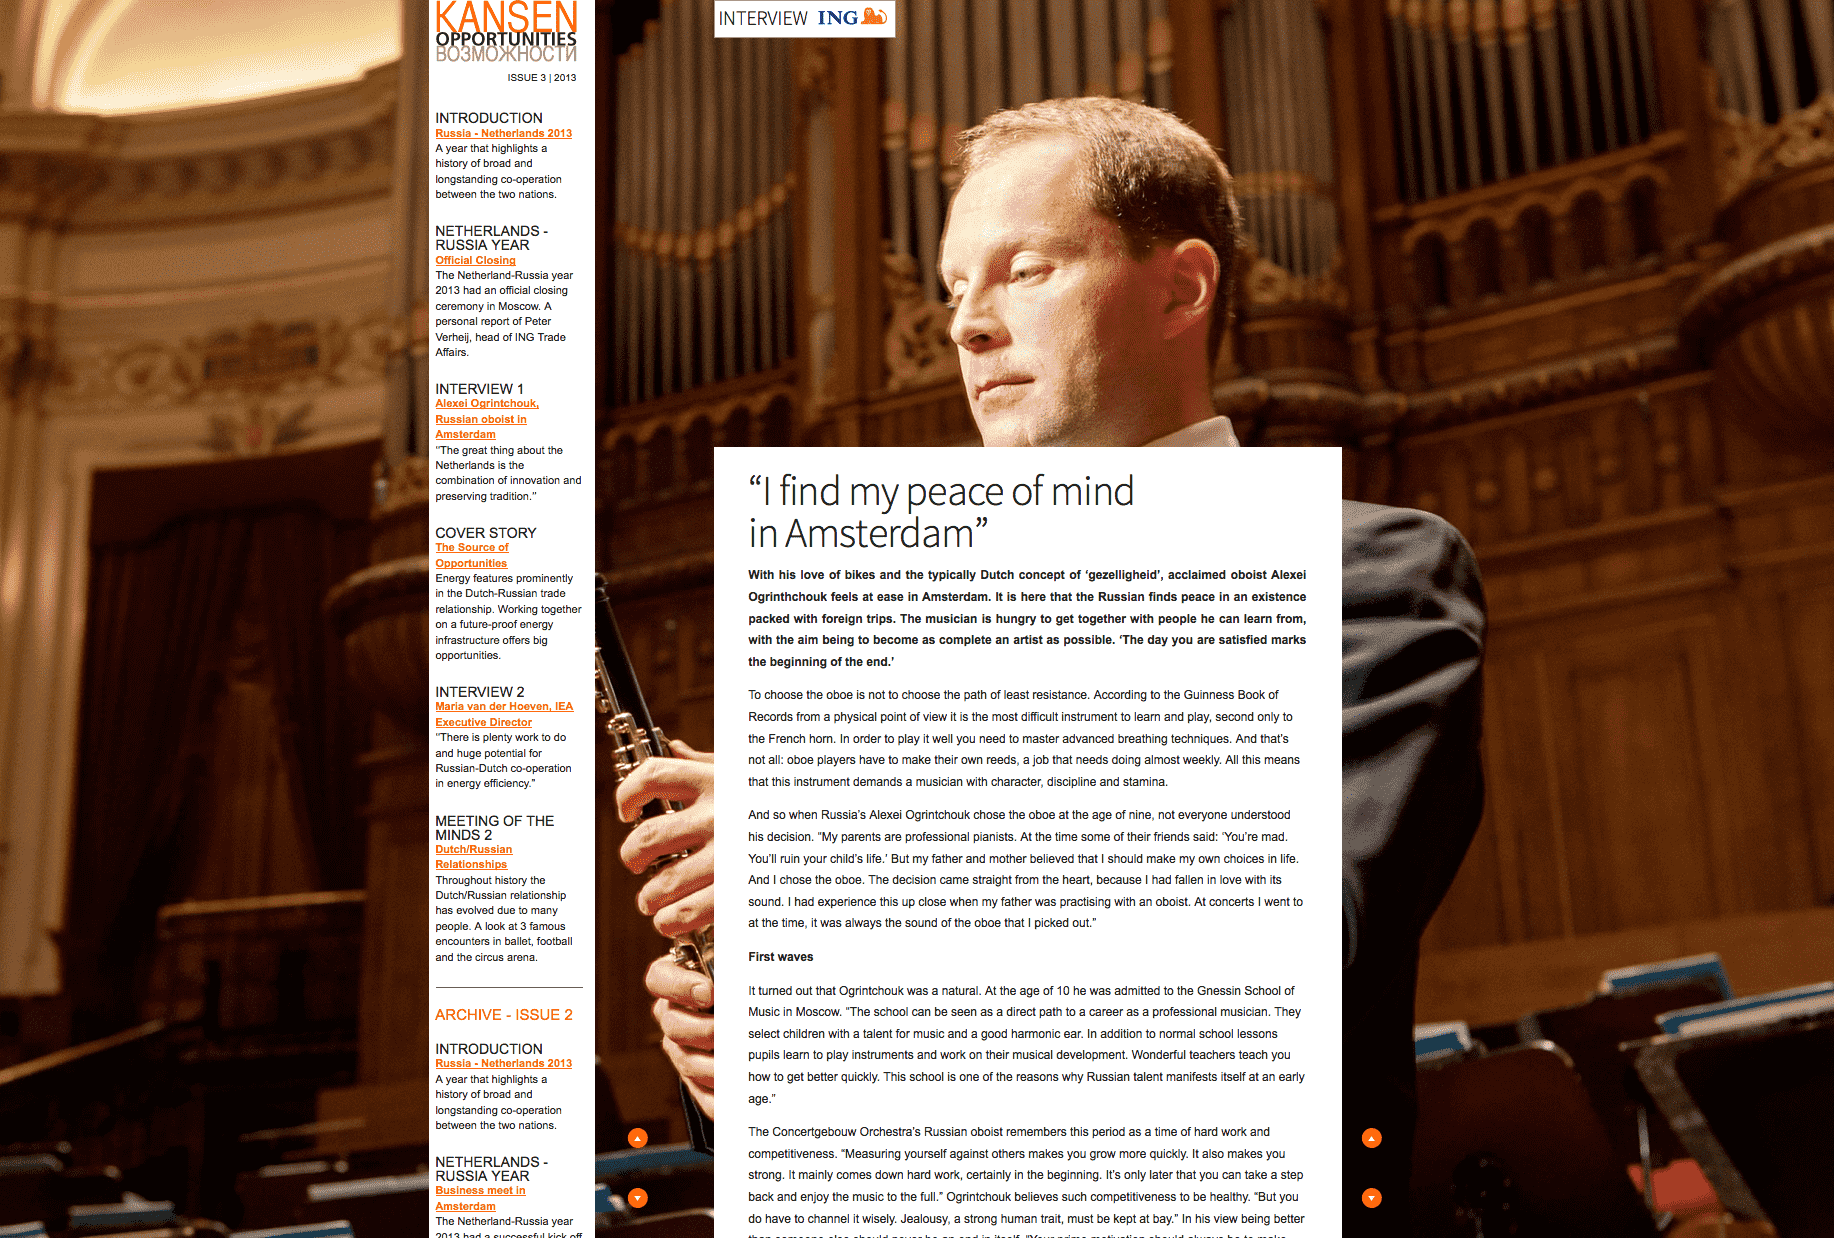 KANSEN
OPPORTUNITIES
ВОЗМОЖНОСТИ
ISSUE 3 | 2013
INTRODUCTION
Russia - Netherlands 2013
A year that highlights a
history of broad and
longstanding co-operation
between the two nations.
NETHERLANDS -
RUSSIA YEAR
Official Closing
The Netherland-Russia year
2013 had an official closing
ceremony in Moscow. A
personal report of Peter
Verheij, head of ING Trade
Affairs.
INTERVIEW 1
Alexei Ogrintchouk,
Russian oboist in
Amsterdam
"The great thing about the
Netherlands is the
combination of innovation and
preserving tradition."
COVER STORY
The Source of
Opportunities
Energy features prominently
in the Dutch-Russian trade
relationship. Working together
on a future-proof energy
infrastructure offers big
opportunities.
INTERVIEW 2
Maria van der Hoeven, IEA
Executive Director
"There is plenty work to do
and huge potential for
Russian-Dutch co-operation
in energy efficiency."
MEETING OF THE
MINDS 2
Dutch/Russian
Relationships
Throughout history the
Dutch/Russian relationship
has evolved due to many
people. A look at 3 famous
encounters in ballet, football
and the circus arena.
ARCHIVE - ISSUE 2
INTRODUCTION
Russia - Netherlands 2013
A year that highlights a
history of broad and
longstanding co-operation
between the two nations.
NETHERLANDS -
RUSSIA YEAR
Business meet in
Amsterdam
The Netherland-Russia year
2013 had a successful kick off
INTERVIEW ING
“I find my peace of mind
in Amsterdam”
With his love of bikes and the typically Dutch concept of ‘gezelligheid’, acclaimed oboist Alexei
Ogrinthchouk feels at ease in Amsterdam. It is here that the Russian finds peace in an existence
packed with foreign trips. The musician is hungry to get together with people he can learn from,
with the aim being to become as complete an artist as possible. ‘The day you are satisfied marks
the beginning of the end.’
To choose the oboe is not to choose the path of least resistance. According to the Guinness Book of
Records from a physical point of view it is the most difficult instrument to learn and play, second only to
the French horn. In order to play it well you need to master advanced breathing techniques. And that’s
not all: oboe players have to make their own reeds, a job that needs doing almost weekly. All this means
that this instrument demands a musician with character, discipline and stamina.
And so when Russia’s Alexei Ogrintchouk chose the oboe at the age of nine, not everyone understood
his decision. “My parents are professional pianists. At the time some of their friends said: ‘You’re mad.
You’ll ruin your child’s life.’ But my father and mother believed that I should make my own choices in life.
And I chose the oboe. The decision came straight from the heart, because I had fallen in love with its
sound. I had experience this up close when my father was practising with an oboist. At concerts I went to
at the time, it was always the sound of the oboe that I picked out.”
First waves
It turned out that Ogrintchouk was a natural. At the age of 10 he was admitted to the Gnessin School of
Music in Moscow. “The school can be seen as a direct path to a career as a professional musician. They
select children with a talent for music and a good harmonic ear. In addition to normal school lessons
pupils learn to play instruments and work on their musical development. Wonderful teachers teach you
how to get better quickly. This school is one of the reasons why Russian talent manifests itself at an early
age.”
The Concertgebouw Orchestra’s Russian oboist remembers this period as a time of hard work and
competitiveness. “Measuring yourself against others makes you grow more quickly. It also makes you
strong. It mainly comes down hard work, certainly in the beginning. It’s only later that you can take a step
back and enjoy the music to the full.” Ogrintchouk believes such competitiveness to be healthy. “But you
do have to channel it wisely. Jealousy, a strong human trait, must be kept at bay.” In his view being better